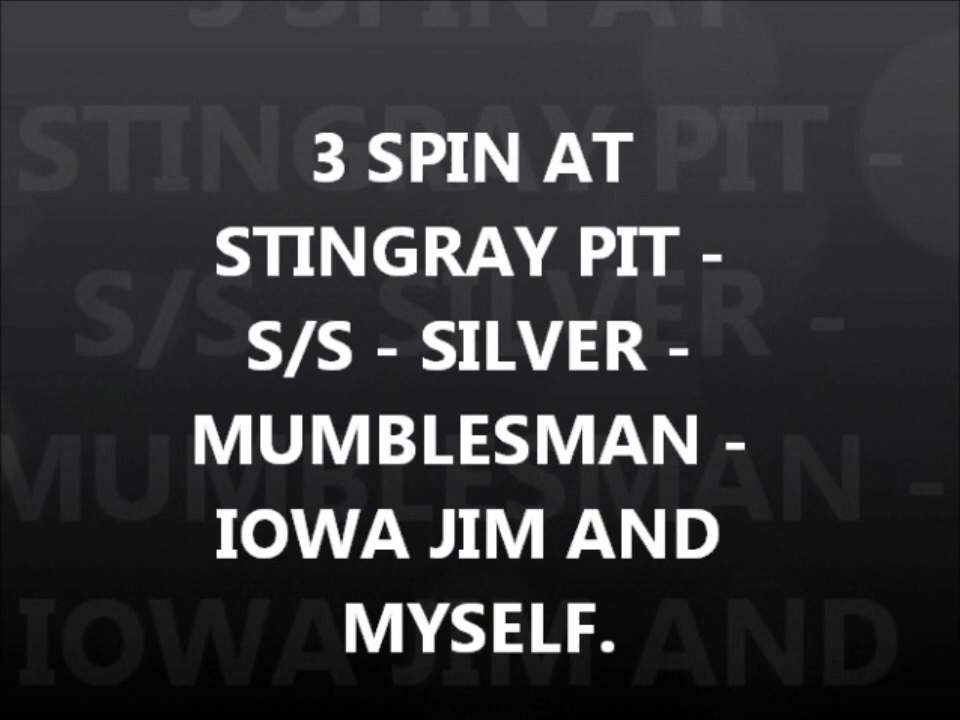 3 SPIN AT
STINGRAY PIT -
S/S - SILVER -
MUMBLESMAN -
IOWA JIM AND
MYSELF.